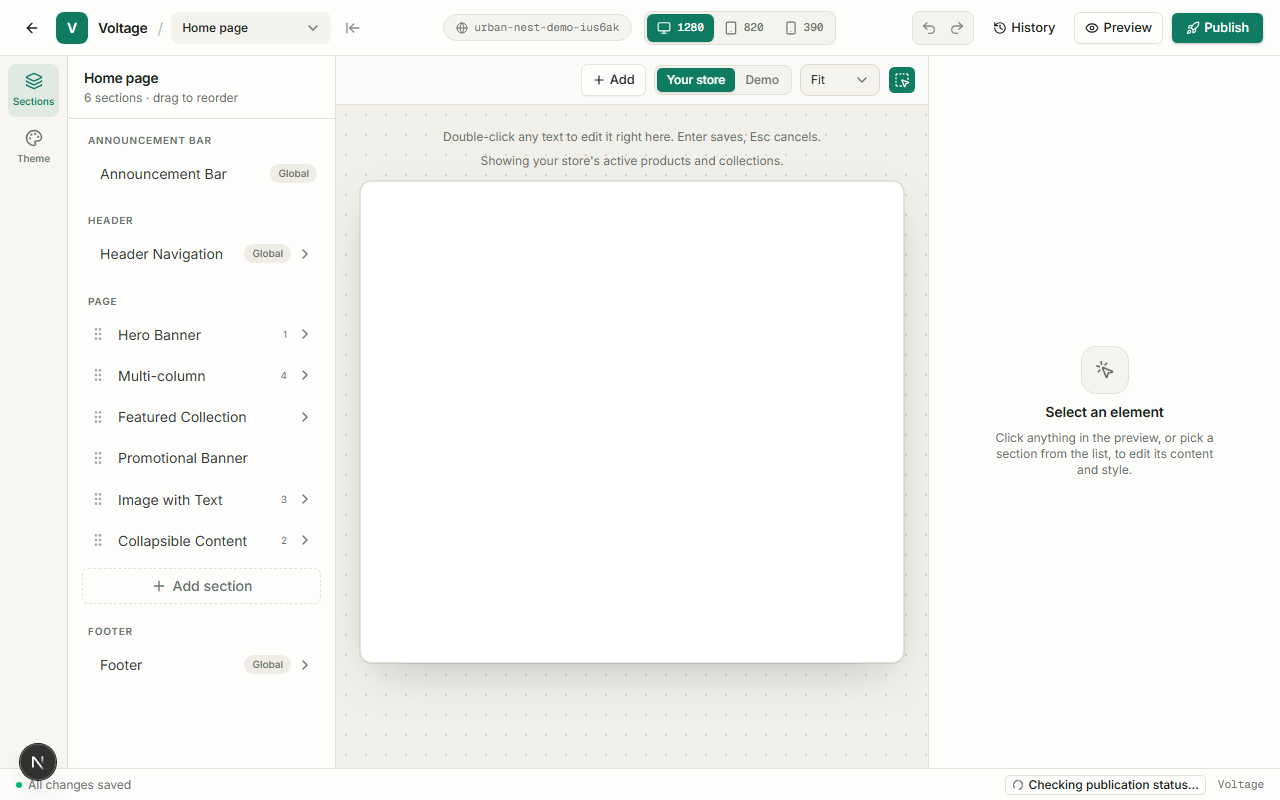 V Voltage / Home page
urban-nest-demo-ius6ak
1280 820 390
History Preview Publish
Sections
Theme
Home page
6 sections · drag to reorder
ANNOUNCEMENT BAR
Announcement Bar Global
HEADER
Header Navigation Global
PAGE
Hero Banner 1
Multi-column 4
Featured Collection
Promotional Banner
Image with Text 3
Collapsible Content 2
+ Add section
FOOTER
Footer Global
+ Add Your store Demo Fit
Double-click any text to edit it right here. Enter saves, Esc cancels.
Showing your store's active products and collections.
Select an element
Click anything in the preview, or pick a
section from the list, to edit its content
and style.
N
All changes saved
Checking publication status...
Voltage